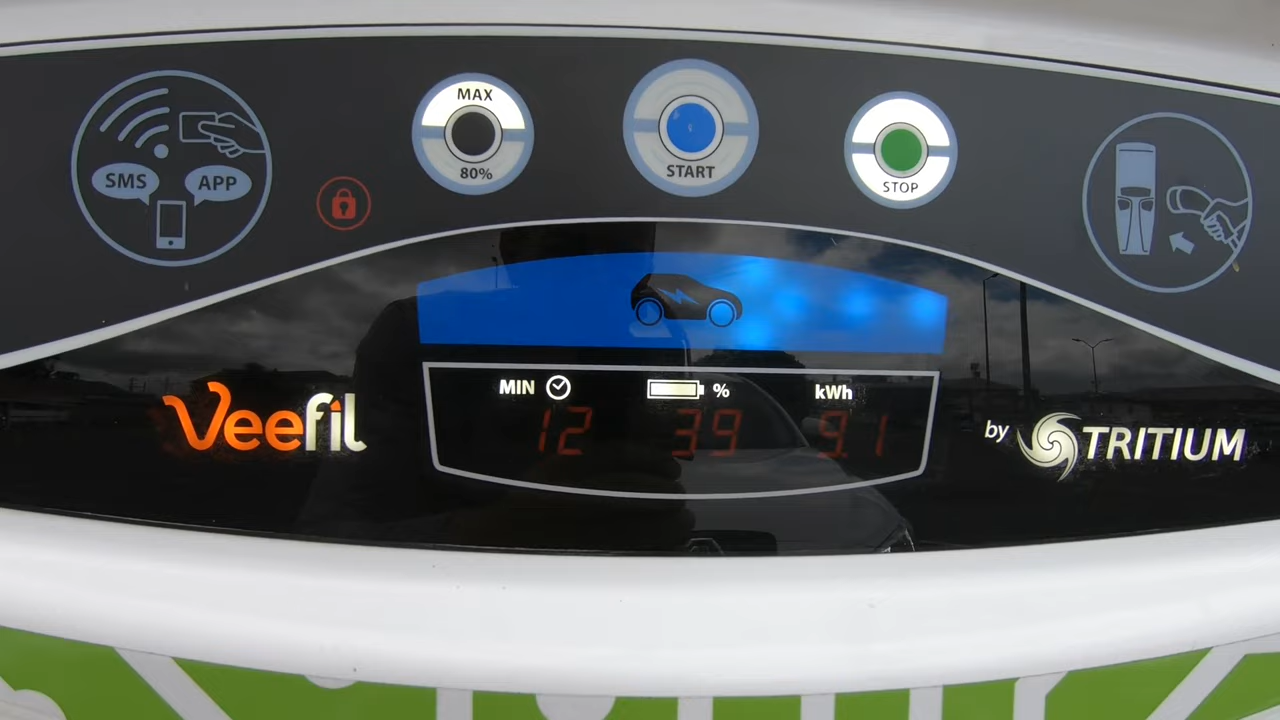 SMS
APP
MAX
80%
START
STOP
MIN
%
kWh
12
39
9.1
Veefil
by TRITIUM